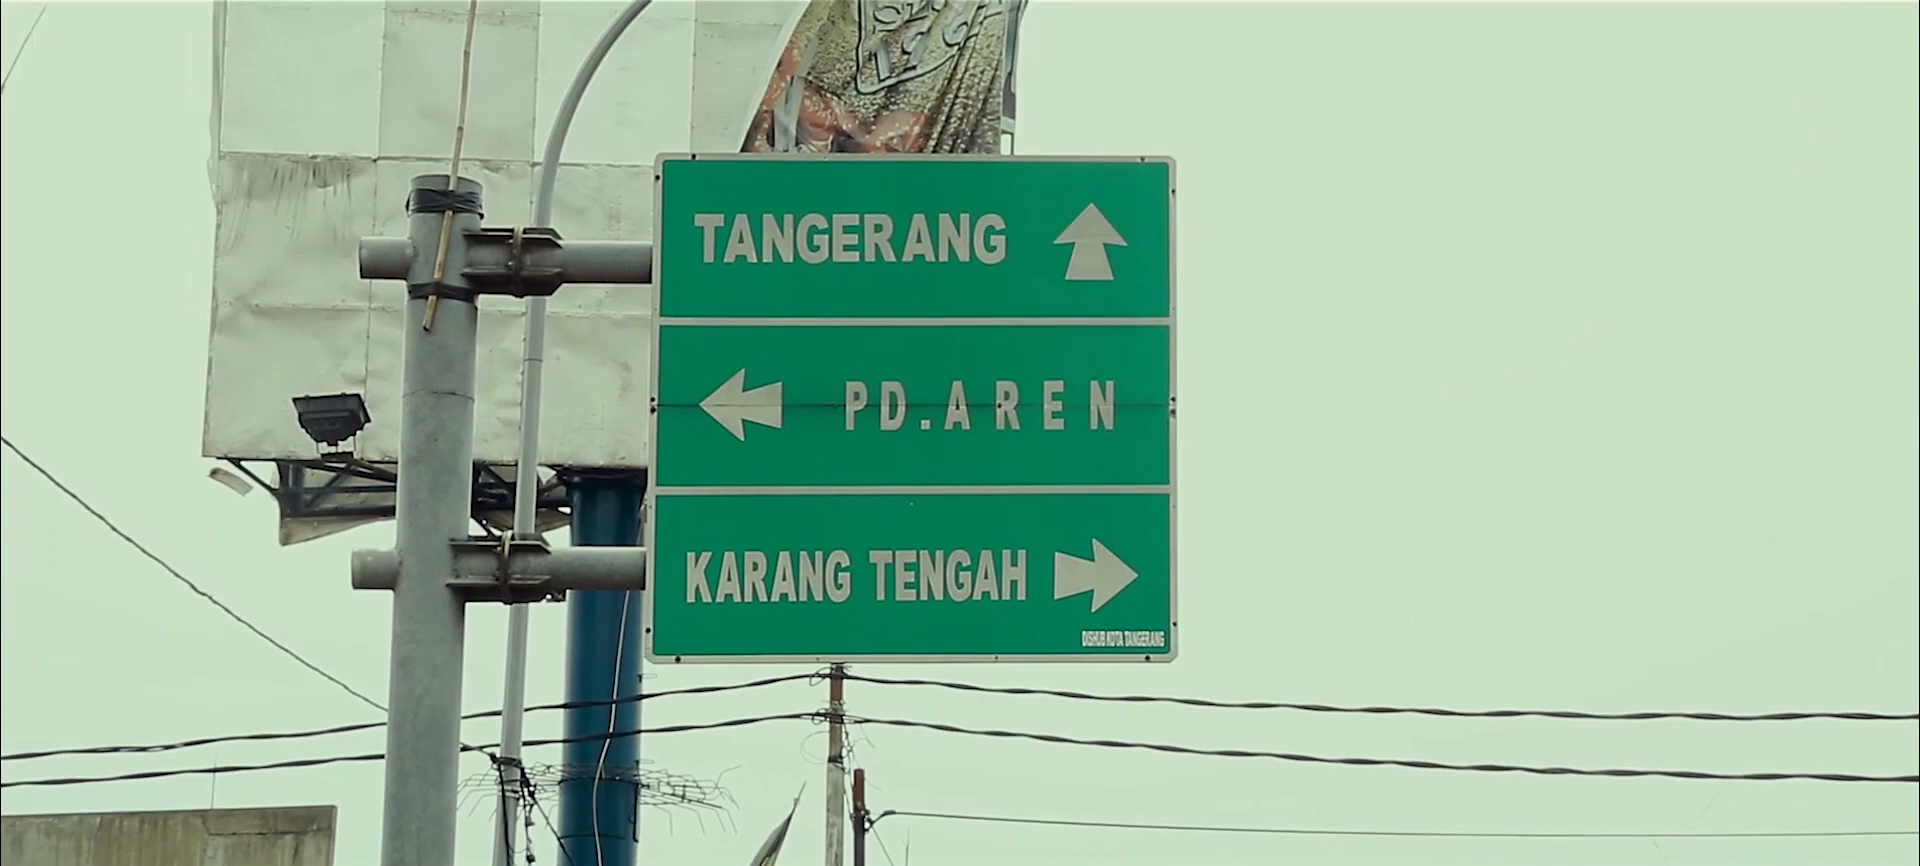 TANGERANG
PD.AREN
KARANG TENGAH
DISHUB KOTA TANGERANG